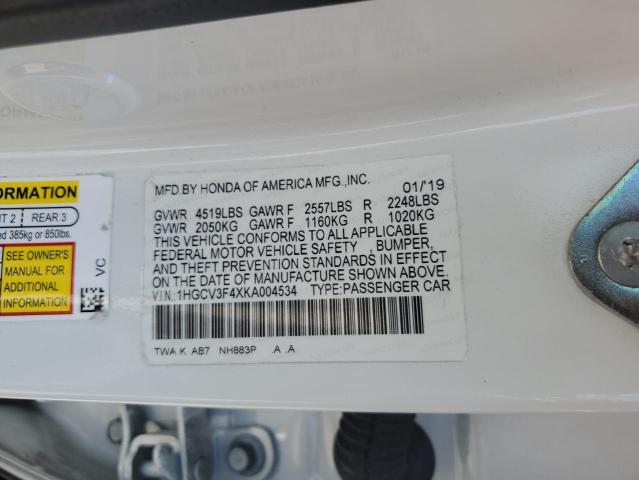 MFD.BY HONDA OF AMERICA MFG.,INC. 01/'19
GVWR 4519LBS GAWR F 2557LBS R 2248LBS
GVWR 2050KG GAWR F 1160KG R 1020KG
THIS VEHICLE CONFORMS TO ALL APPLICABLE
FEDERAL MOTOR VEHICLE SAFETY , BUMPER,
AND THEFT PREVENTION STANDARDS IN EFFECT
ON THE DATE OF MANUFACTURE SHOWN ABOVE.
VIN:1HGCV3F4XKA004534 TYPE:PASSENGER CAR
TWA K AB7 NH883P .A .A
FORMATION
2 REAR 3
385kg or 850lbs.
SEE OWNER'S
MANUAL FOR
ADDITIONAL
INFORMATION
VC